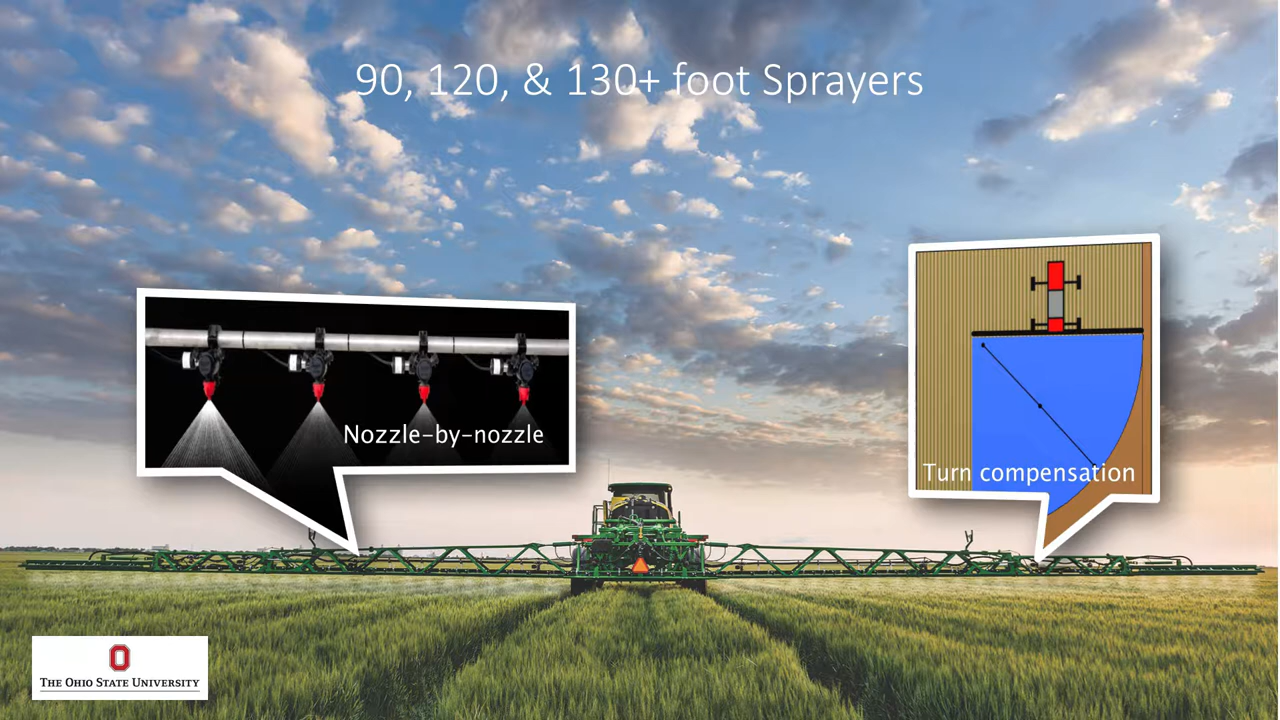 90, 120, & 130+ foot Sprayers
Nozzle-by-nozzle
Turn compensation
THE OHIO STATE UNIVERSITY